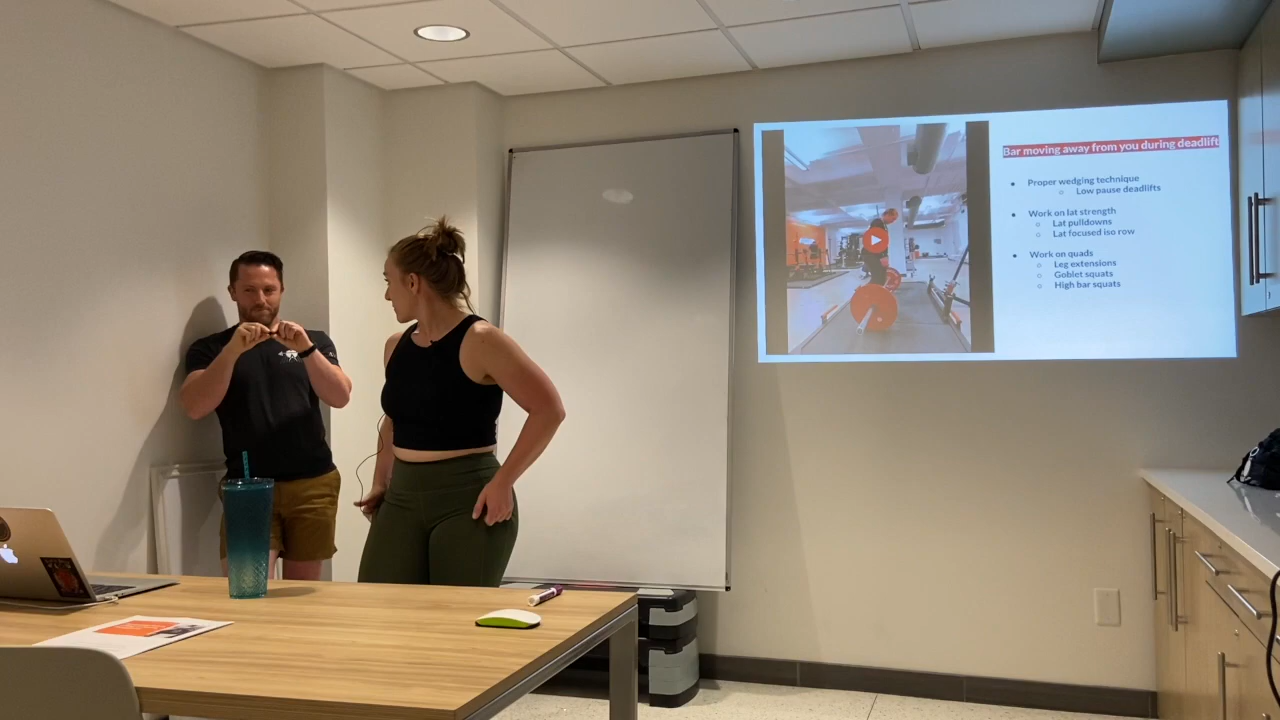 Bar moving away from you during deadlift
Proper wedging technique
Low pause deadlifts
Work on lat strength
Lat pulldowns
Lat focused iso row
Work on quads
Leg extensions
Goblet squats
High bar squats